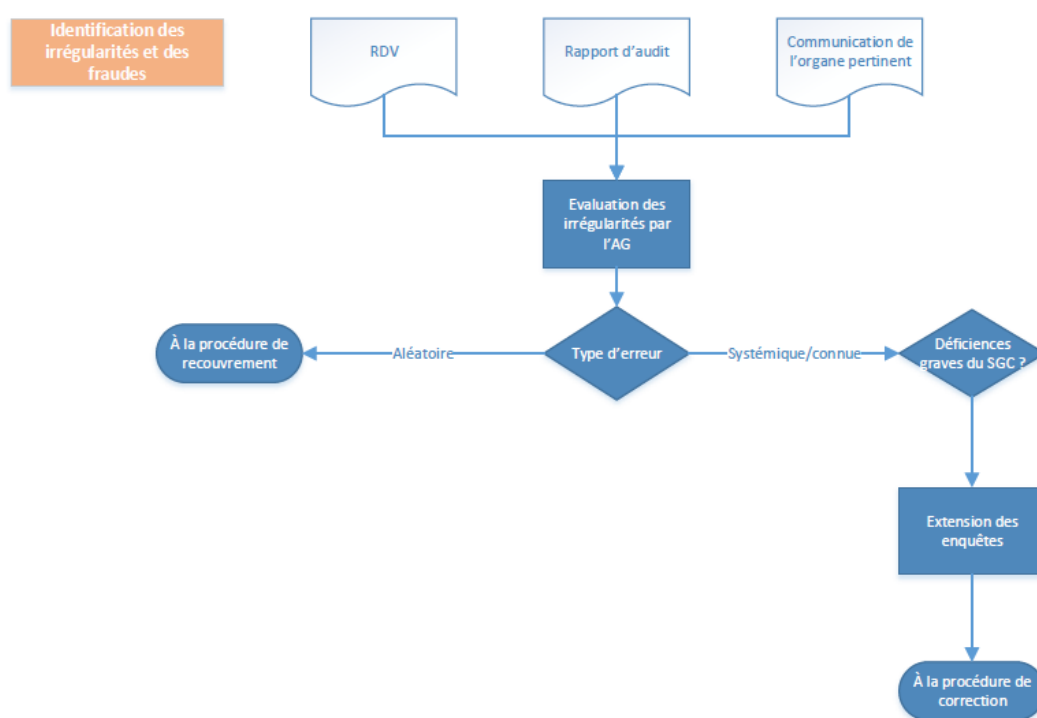 Identification des
irrégularités et des
fraudes
RDV
Rapport d'audit
Communication de
l'organe pertinent
Evaluation des
irrégularités par
l'AG
À la procédure de
recouvrement
Aléatoire
Type d'erreur
Systémique/connue
Déficiences
graves du SGC ?
Extension des
enquêtes
À la procédure de
correction